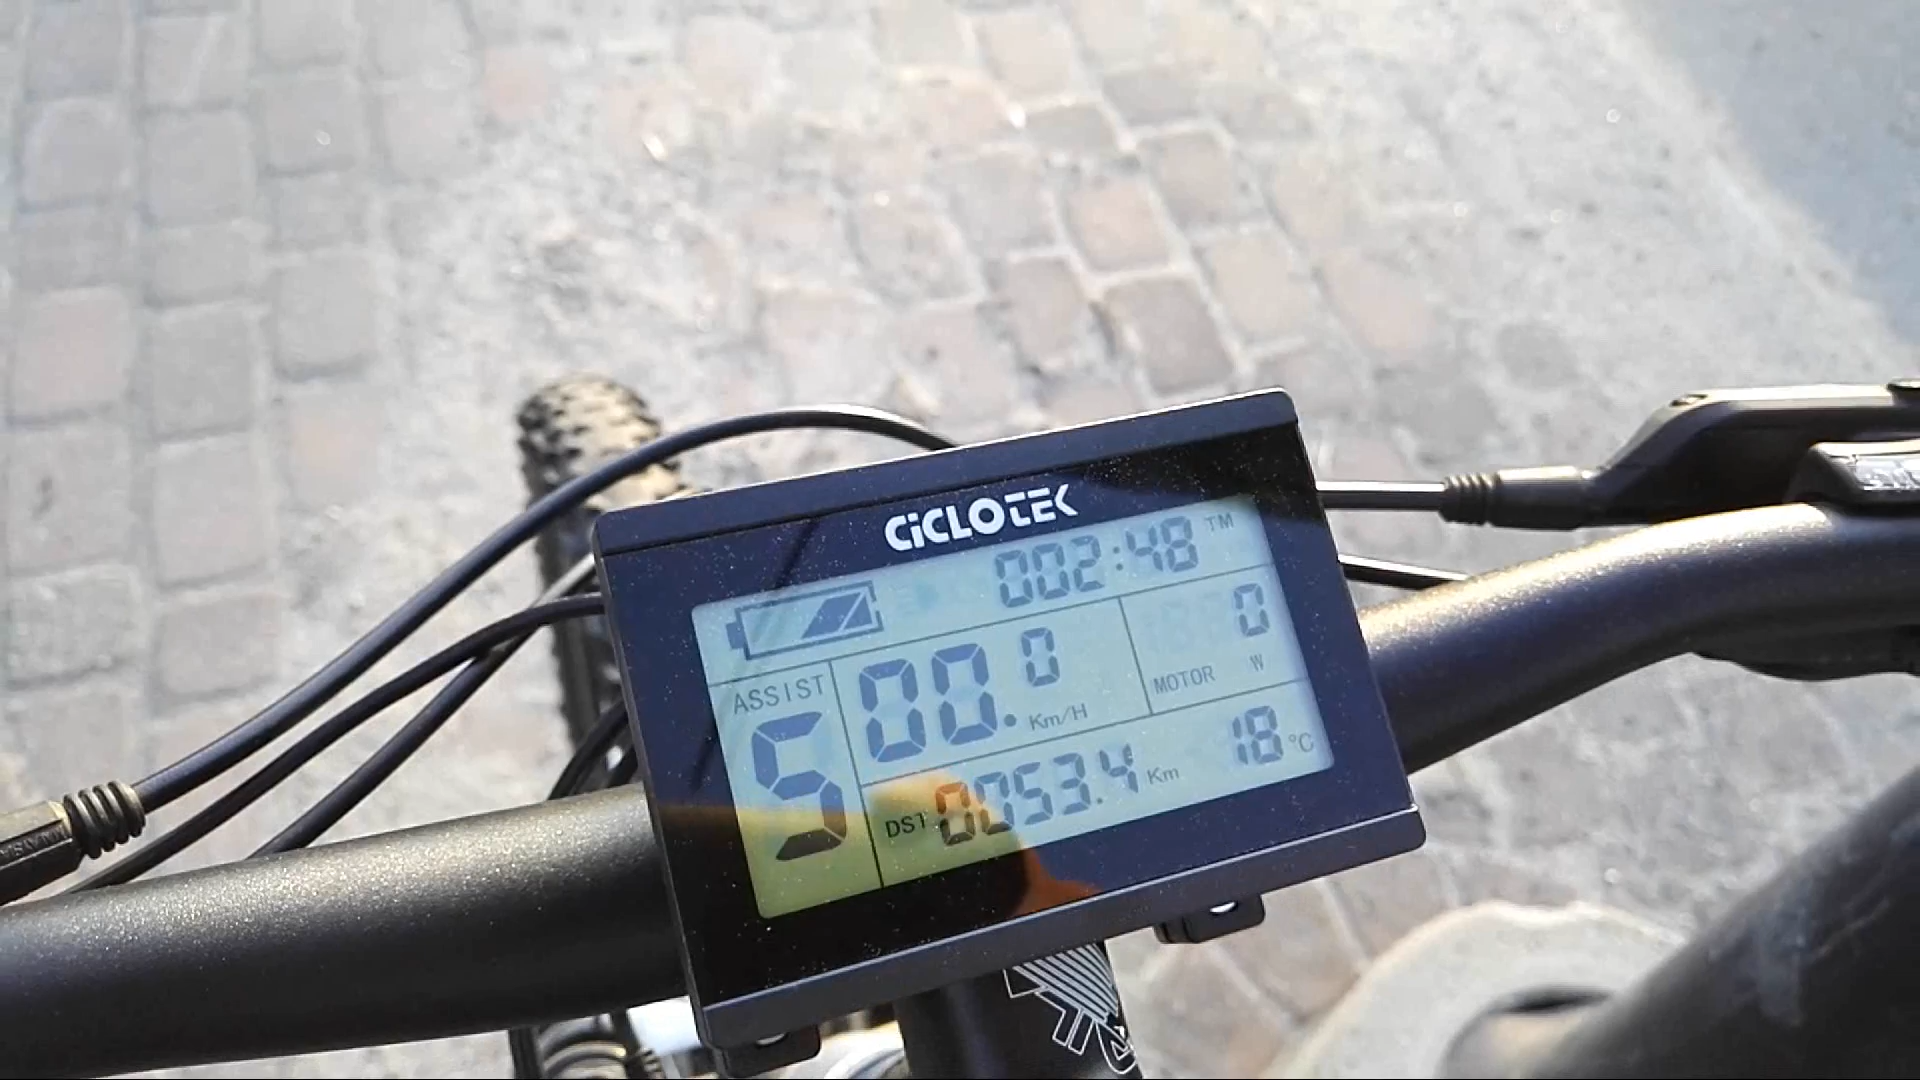 CiCLOTEK
002:48 TM
ASSIST
5
00.0 Km/H
0
MOTOR W
DST 0053.4 Km
18 °C